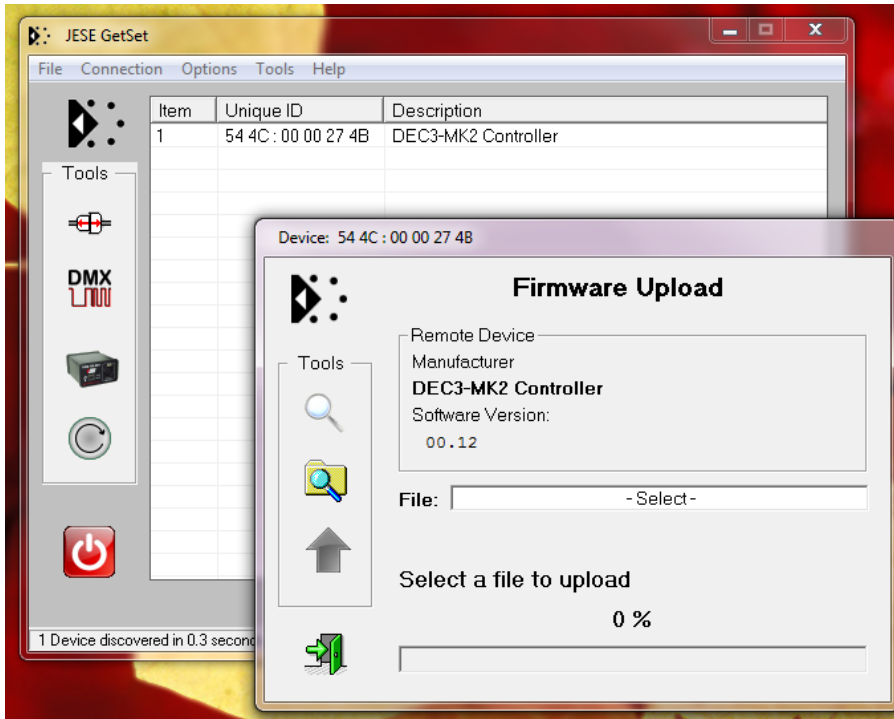 JESE GetSet
File Connection Options Tools Help
Item Unique ID Description
1 54 4C : 00 00 27 4B DEC3-MK2 Controller
Tools
DMX
1 Device discovered in 0.3 second
Device: 54 4C : 00 00 27 4B
Firmware Upload
Tools
Remote Device
Manufacturer
DEC3-MK2 Controller
Software Version:
00.12
File: -Select-
Select a file to upload
0 %